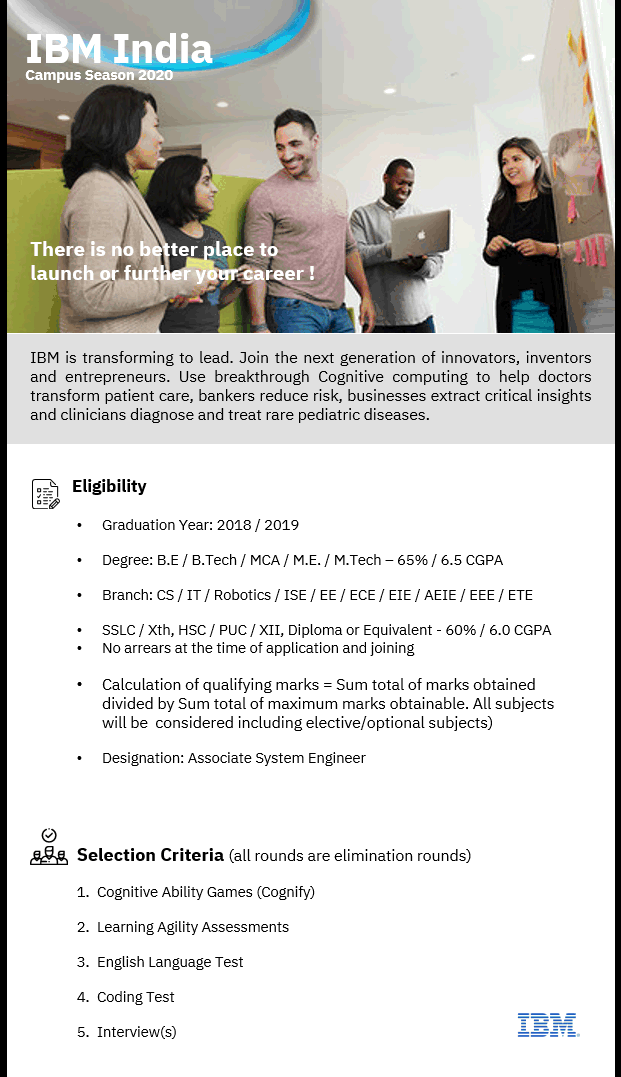 IBM India
Campus Season 2020
There is no better place to
launch or further your career !
IBM is transforming to lead. Join the next generation of innovators, inventors
and entrepreneurs. Use breakthrough Cognitive computing to help doctors
transform patient care, bankers reduce risk, businesses extract critical insights
and clinicians diagnose and treat rare pediatric diseases.
Eligibility
• Graduation Year: 2018 / 2019
• Degree: B.E / B.Tech / MCA / M.E. / M.Tech – 65% / 6.5 CGPA
• Branch: CS / IT / Robotics / ISE / EE / ECE / EIE / AEIE / EEE / ETE
• SSLC / Xth, HSC / PUC / XII, Diploma or Equivalent - 60% / 6.0 CGPA
• No arrears at the time of application and joining
• Calculation of qualifying marks = Sum total of marks obtained
divided by Sum total of maximum marks obtainable. All subjects
will be considered including elective/optional subjects)
• Designation: Associate System Engineer
Selection Criteria (all rounds are elimination rounds)
1. Cognitive Ability Games (Cognify)
2. Learning Agility Assessments
3. English Language Test
4. Coding Test
5. Interview(s)
IBM